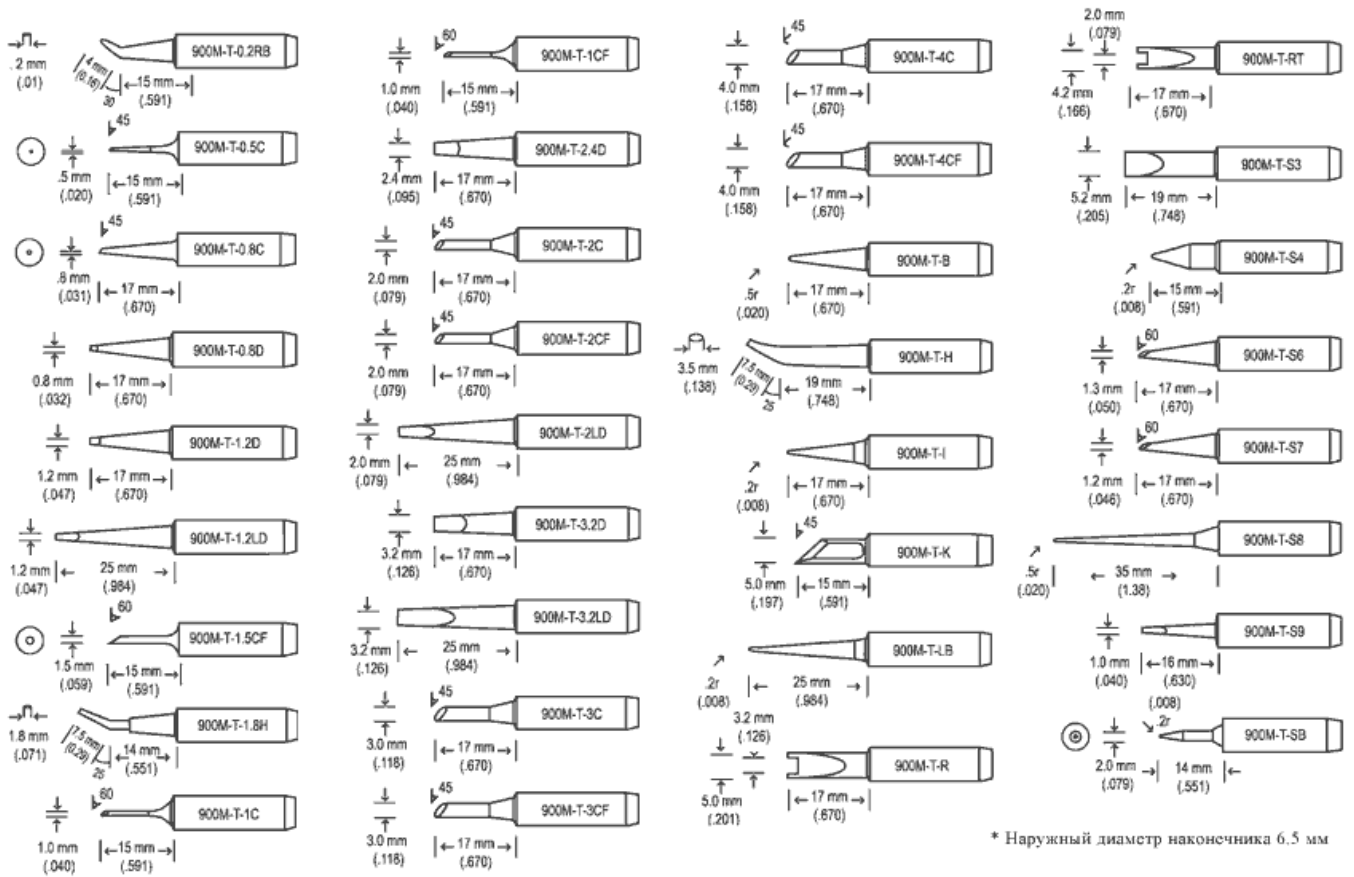 .2 mm
(.01)
4 mm
(0.16)
30
15 mm
(.591)
900M-T-0.2RB
45
.5 mm
(.020)
15 mm
(.591)
900M-T-0.5C
45
.8 mm
(.031)
17 mm
(.670)
900M-T-0.8C
0.8 mm
(.032)
17 mm
(.670)
900M-T-0.8D
1.2 mm
(.047)
17 mm
(.670)
900M-T-1.2D
1.2 mm
(.047)
25 mm
(.984)
900M-T-1.2LD
60
1.5 mm
(.059)
15 mm
(.591)
900M-T-1.5CF
1.8 mm
(.071)
7.5 mm
(0.29)
25
14 mm
(.551)
900M-T-1.8H
60
1.0 mm
(.040)
15 mm
(.591)
900M-T-1C
60
1.0 mm
(.040)
15 mm
(.591)
900M-T-1CF
2.4 mm
(.095)
17 mm
(.670)
900M-T-2.4D
45
2.0 mm
(.079)
17 mm
(.670)
900M-T-2C
45
2.0 mm
(.079)
17 mm
(.670)
900M-T-2CF
2.0 mm
(.079)
25 mm
(.984)
900M-T-2LD
3.2 mm
(.126)
17 mm
(.670)
900M-T-3.2D
3.2 mm
(.126)
25 mm
(.984)
900M-T-3.2LD
45
3.0 mm
(.118)
17 mm
(.670)
900M-T-3C
45
3.0 mm
(.118)
17 mm
(.670)
900M-T-3CF
45
4.0 mm
(.158)
17 mm
(.670)
900M-T-4C
45
4.0 mm
(.158)
17 mm
(.670)
900M-T-4CF
.5r
(.020)
17 mm
(.670)
900M-T-B
3.5 mm
(.138)
7.5 mm
(0.29)
25
19 mm
(.748)
900M-T-H
.2r
(.008)
17 mm
(.670)
900M-T-I
45
5.0 mm
(.197)
15 mm
(.591)
900M-T-K
.2r
(.008)
25 mm
(.984)
900M-T-LB
3.2 mm
(.126)
5.0 mm
(.201)
17 mm
(.670)
900M-T-R
2.0 mm
(.079)
4.2 mm
(.166)
17 mm
(.670)
900M-T-RT
5.2 mm
(.205)
19 mm
(.748)
900M-T-S3
.2r
(.008)
15 mm
(.591)
900M-T-S4
60
1.3 mm
(.050)
17 mm
(.670)
900M-T-S6
60
1.2 mm
(.046)
17 mm
(.670)
900M-T-S7
.5r
(.020)
35 mm
(1.38)
900M-T-S8
1.0 mm
(.040)
16 mm
(.630)
900M-T-S9
(.008)
.2r
2.0 mm
(.079)
14 mm
(.551)
900M-T-SB
* Наружный диаметр наконечника 6.5 мм